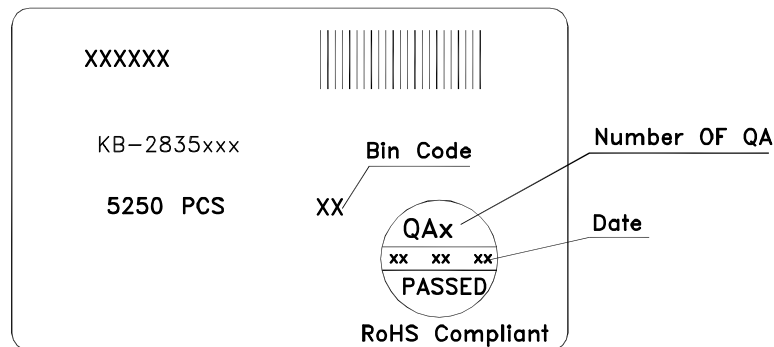 XXXXXX
KB-2835xxx
Bin Code
Number OF QA
5250 PCS
XX
QAx
Date
xx xx xx
PASSED
RoHS Compliant